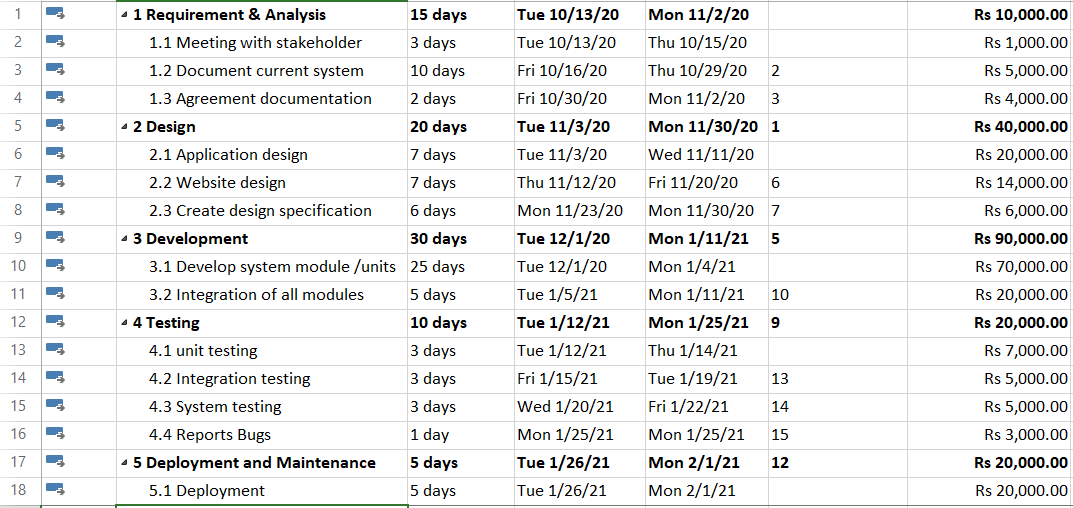 1 1 Requirement & Analysis 15 days Tue 10/13/20 Mon 11/2/20 Rs 10,000.00
2 1.1 Meeting with stakeholder 3 days Tue 10/13/20 Thu 10/15/20 Rs 1,000.00
3 1.2 Document current system 10 days Fri 10/16/20 Thu 10/29/20 2 Rs 5,000.00
4 1.3 Agreement documentation 2 days Fri 10/30/20 Mon 11/2/20 3 Rs 4,000.00
5 2 Design 20 days Tue 11/3/20 Mon 11/30/20 1 Rs 40,000.00
6 2.1 Application design 7 days Tue 11/3/20 Wed 11/11/20 Rs 20,000.00
7 2.2 Website design 7 days Thu 11/12/20 Fri 11/20/20 6 Rs 14,000.00
8 2.3 Create design specification 6 days Mon 11/23/20 Mon 11/30/20 7 Rs 6,000.00
9 3 Development 30 days Tue 12/1/20 Mon 1/11/21 5 Rs 90,000.00
10 3.1 Develop system module /units 25 days Tue 12/1/20 Mon 1/4/21 Rs 70,000.00
11 3.2 Integration of all modules 5 days Tue 1/5/21 Mon 1/11/21 10 Rs 20,000.00
12 4 Testing 10 days Tue 1/12/21 Mon 1/25/21 9 Rs 20,000.00
13 4.1 unit testing 3 days Tue 1/12/21 Thu 1/14/21 Rs 7,000.00
14 4.2 Integration testing 3 days Fri 1/15/21 Tue 1/19/21 13 Rs 5,000.00
15 4.3 System testing 3 days Wed 1/20/21 Fri 1/22/21 14 Rs 5,000.00
16 4.4 Reports Bugs 1 day Mon 1/25/21 Mon 1/25/21 15 Rs 3,000.00
17 5 Deployment and Maintenance 5 days Tue 1/26/21 Mon 2/1/21 12 Rs 20,000.00
18 5.1 Deployment 5 days Tue 1/26/21 Mon 2/1/21 Rs 20,000.00